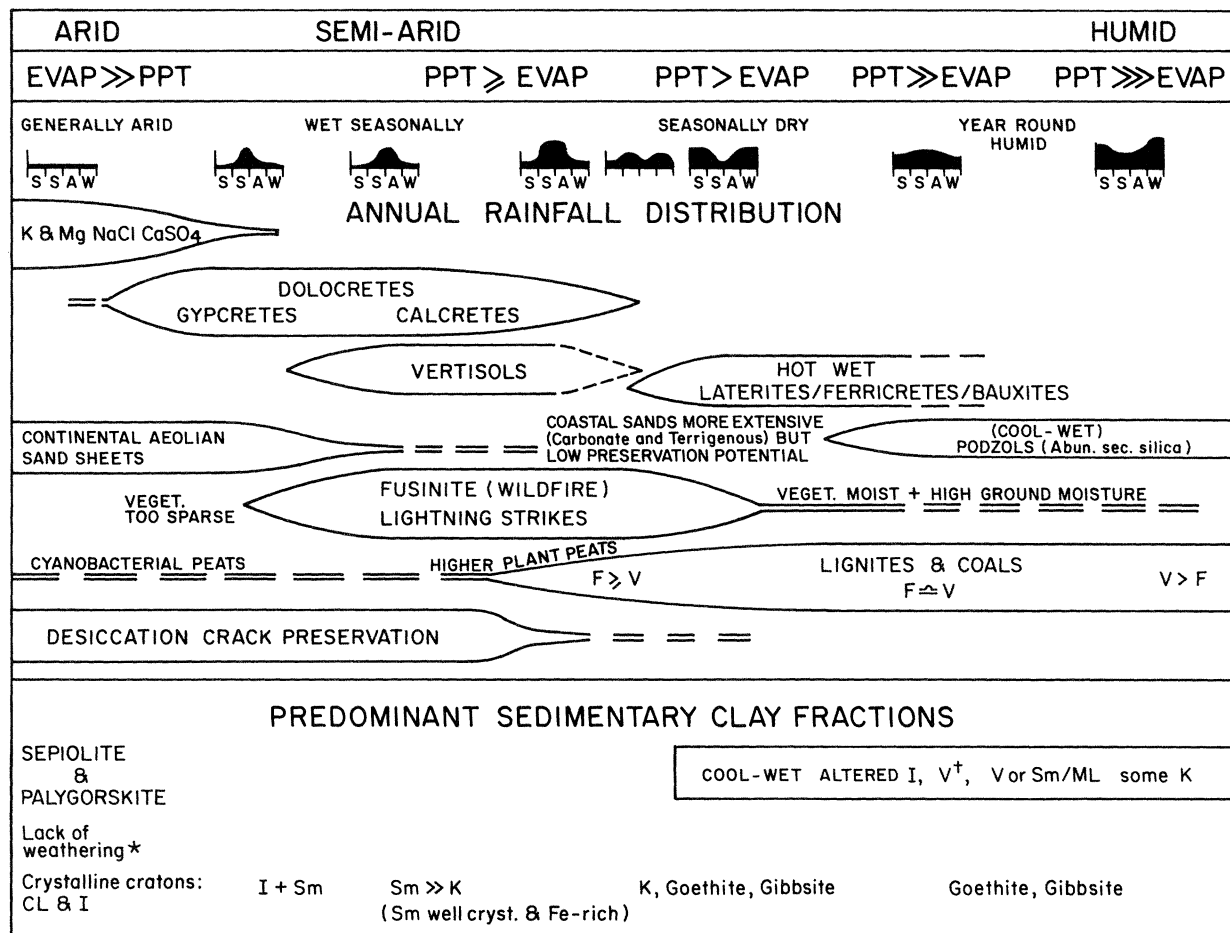 ARID SEMI-ARID HUMID
EVAP≫PPT PPT ⩾ EVAP PPT > EVAP PPT≫EVAP PPT⋙EVAP
GENERALLY ARID WET SEASONALLY SEASONALLY DRY YEAR ROUND
HUMID
S S A W S S A W S S A W S S A W S S A W S S A W S S A W
ANNUAL RAINFALL DISTRIBUTION
K & Mg NaCl CaSO4
DOLOCRETES
GYPCRETES CALCRETES
VERTISOLS
HOT WET
LATERITES/FERRICRETES/BAUXITES
CONTINENTAL AEOLIAN
SAND SHEETS
COASTAL SANDS MORE EXTENSIVE
(Carbonate and Terrigenous) BUT
LOW PRESERVATION POTENTIAL
(COOL-WET)
PODZOLS (Abun. sec. silica)
VEGET.
TOO SPARSE
FUSINITE (WILDFIRE)
LIGHTNING STRIKES
VEGET. MOIST + HIGH GROUND MOISTURE
CYANOBACTERIAL PEATS
HIGHER PLANT PEATS
F ⩾ V
LIGNITES & COALS
F ≏ V
V > F
DESICCATION CRACK PRESERVATION
PREDOMINANT SEDIMENTARY CLAY FRACTIONS
SEPIOLITE
&
PALYGORSKITE
COOL-WET ALTERED I, V†, V or Sm/ML some K
Lack of
weathering*
Crystalline cratons:
CL & I
I + Sm
Sm ≫ K
(Sm well cryst. & Fe-rich)
K, Goethite, Gibbsite
Goethite, Gibbsite